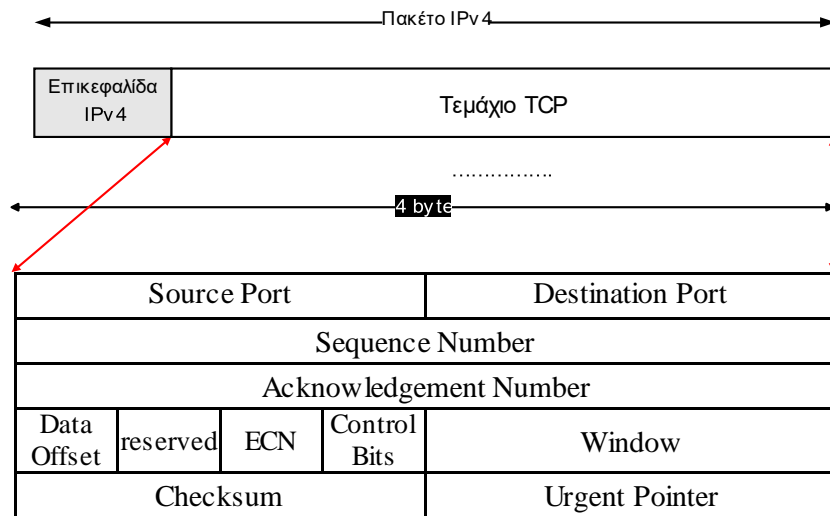 Πακέτο IPv4
Επικεφαλίδα
IPv4
Τεμάχιο TCP
................
4 byte
Source Port
Destination Port
Sequence Number
Acknowledgement Number
Data
Offset
reserved
ECN
Control
Bits
Window
Checksum
Urgent Pointer